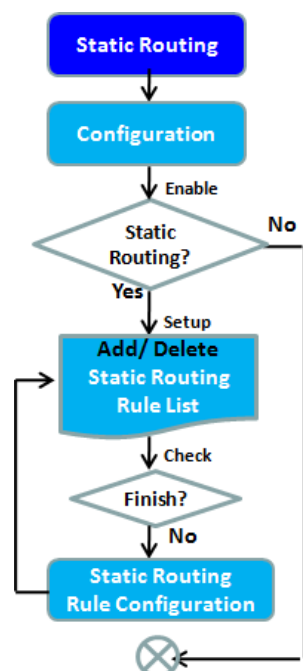 Static Routing
Configuration
Enable
Static
Routing?
No
Yes
Setup
Add/ Delete
Static Routing
Rule List
Check
Finish?
No
Static Routing
Rule Configuration